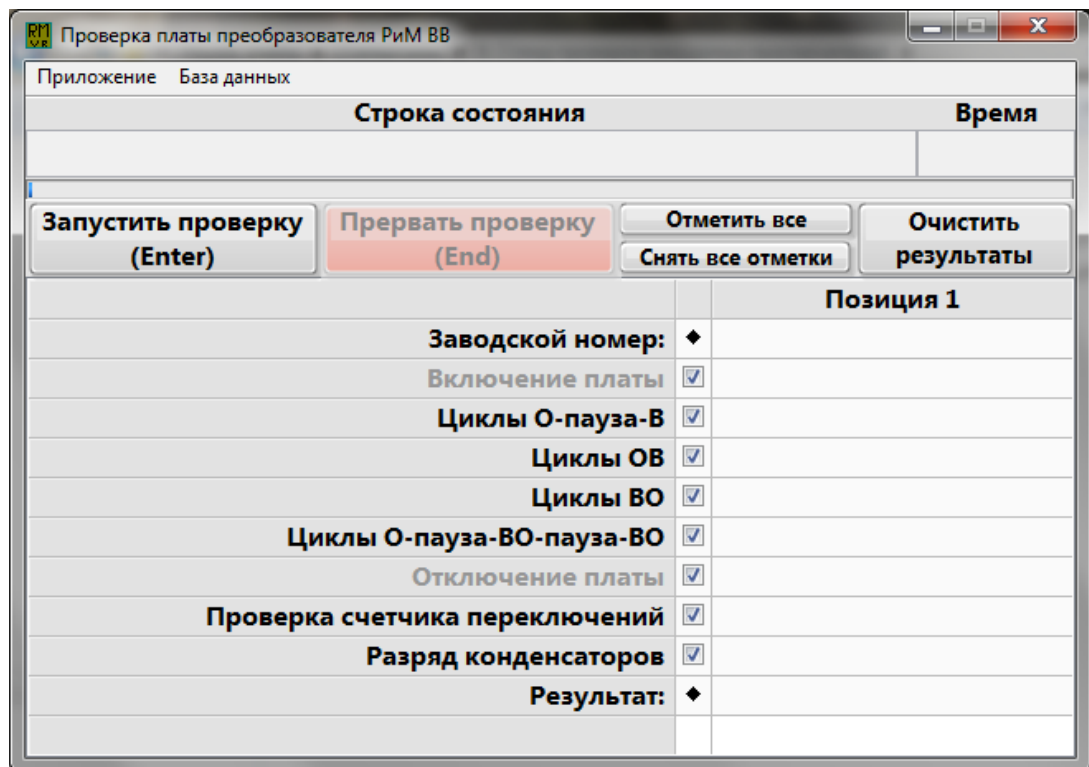 RM
VR
Проверка платы преобразователя РиМ ВВ
Приложение База данных
Строка состояния Время
Запустить проверку
(Enter)
Прервать проверку
(End)
Отметить все
Снять все отметки
Очистить
результаты
Позиция 1
Заводской номер:
Включение платы
Циклы О-пауза-В
Циклы ОВ
Циклы ВО
Циклы О-пауза-ВО-пауза-ВО
Отключение платы
Проверка счетчика переключений
Разряд конденсаторов
Результат: